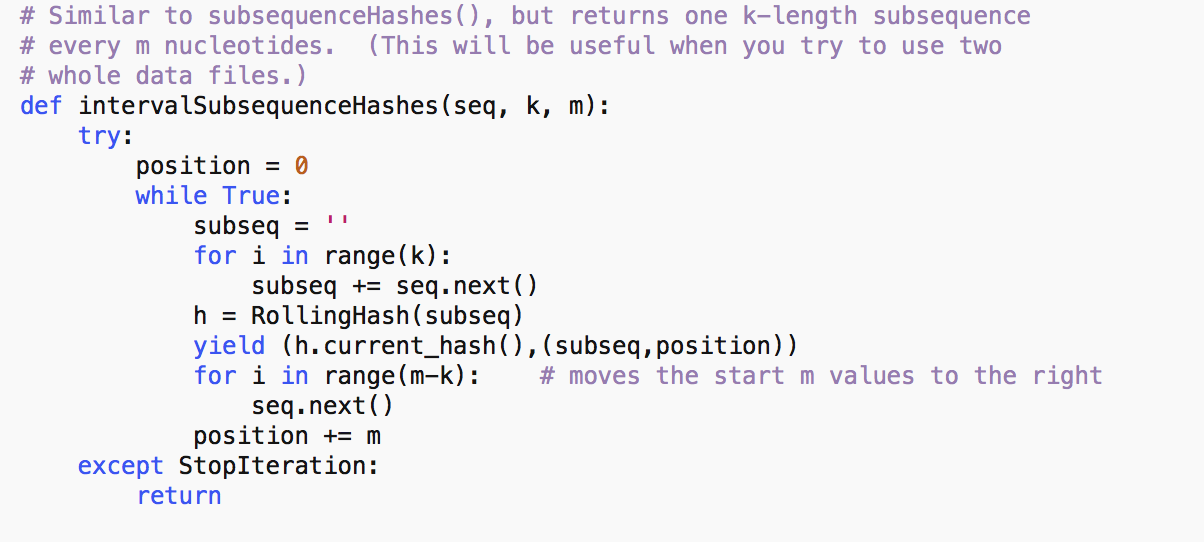 # Similar to subsequenceHashes(), but returns one k-length subsequence
# every m nucleotides.  (This will be useful when you try to use two
# whole data files.)
def intervalSubsequenceHashes(seq, k, m):
    try:
        position = 0
        while True:
            subseq = ''
            for i in range(k):
                subseq += seq.next()
            h = RollingHash(subseq)
            yield (h.current_hash(),(subseq,position))
            for i in range(m-k):    # moves the start m values to the right
                seq.next()
            position += m
    except StopIteration:
        return